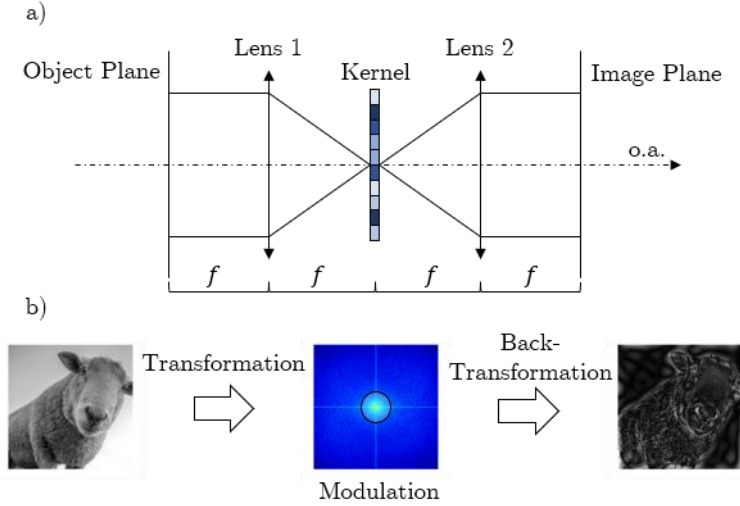 a)
Lens 1
Lens 2
Object Plane
Kernel
Image Plane
o.a.
f
f
f
f
b)
Transformation
Back-
Transformation
Modulation